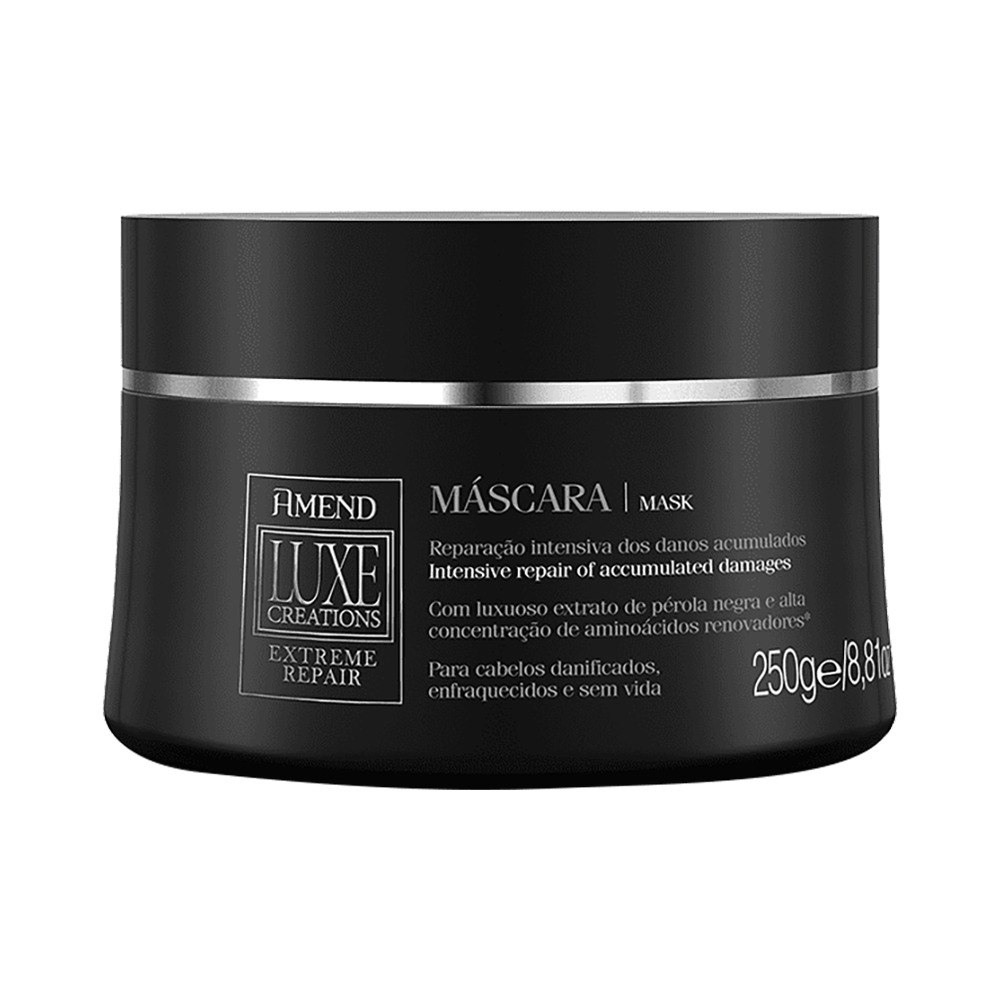 AMEND
LUXE
CREATIONS
EXTREME
REPAIR
MÁSCARA | MASK
Reparação intensiva dos danos acumulados
Intensive repair of accumulated damages
Com luxuoso extrato de pérola negra e alta
concentração de aminoácidos renovadores*
Para cabelos danificados,
enfraquecidos e sem vida
250g℮/8,81oz